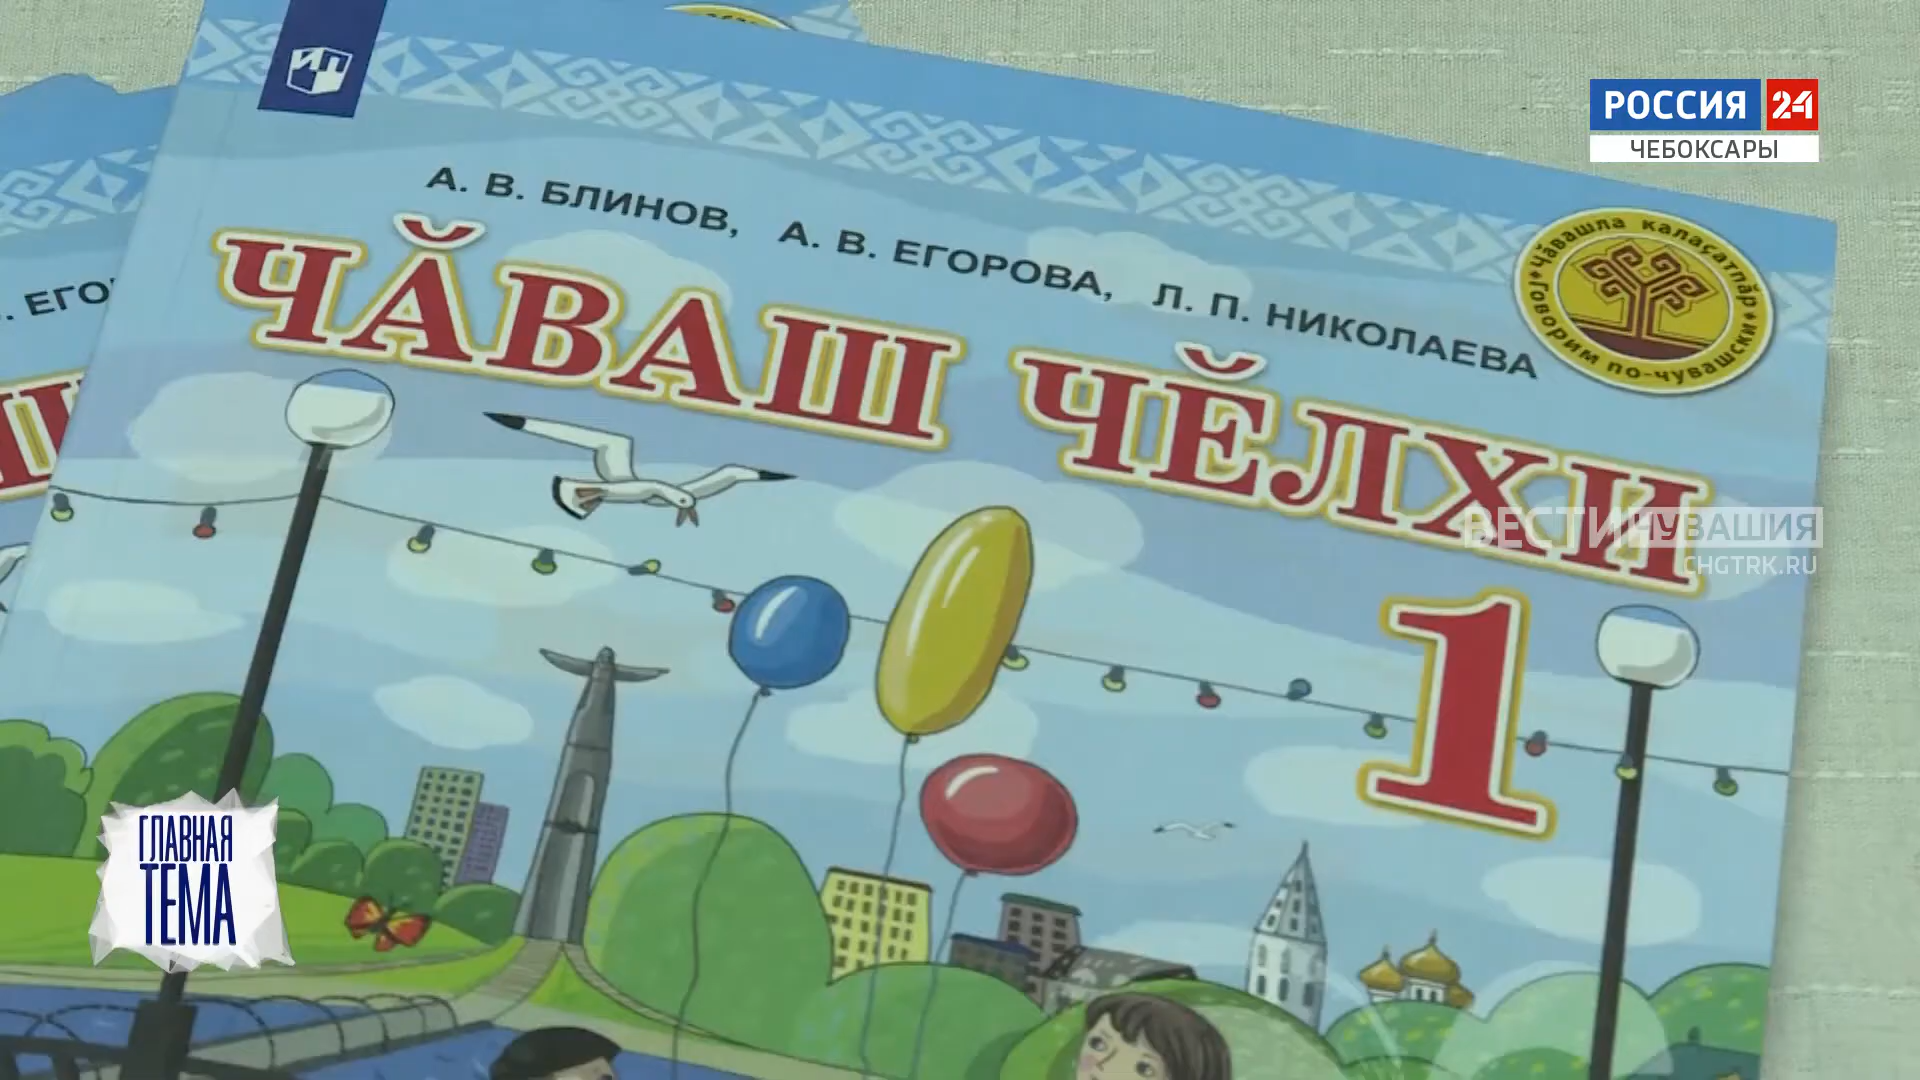 РОССИЯ 24
ЧЕБОКСАРЫ
ИП
А. В. БЛИНОВ, А. В. ЕГОРОВА, Л. П. НИКОЛАЕВА
ЧӐВАШ ЧӖЛХИ
1
чӑвашла калаҫатпӑр
Говорим по-чувашски
ВЕСТИ ЧУВАШИЯ
CHGTRK.RU
ГЛАВНАЯ
ТЕМА